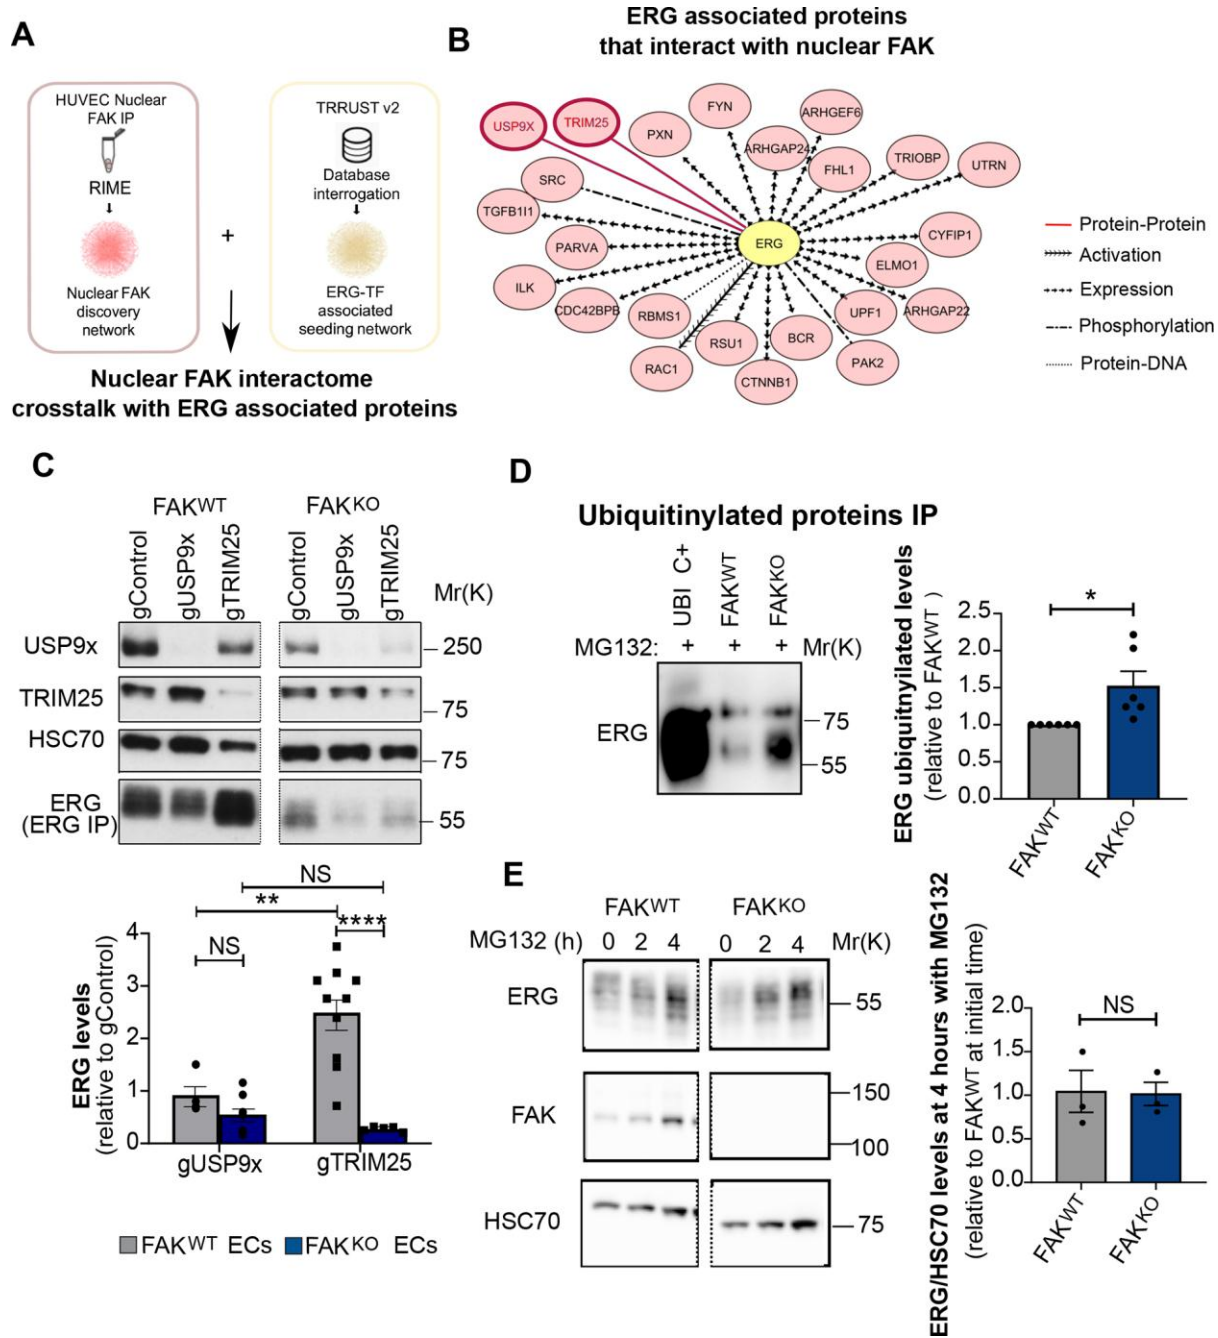 A
HUVEC Nuclear
FAK IP
RIME
Nuclear FAK
discovery
network
+
TRRUST v2
Database
interrogation
ERG-TF
associated
seeding network
Nuclear FAK interactome
crosstalk with ERG associated proteins
B
ERG associated proteins
that interact with nuclear FAK
USP9X
TRIM25
PXN
FYN
ARHGAP24
ARHGEF6
FHL1
TRIOBP
UTRN
SRC
TGFB1I1
PARVA
ERG
CYFIP1
ELMO1
ILK
CDC42BPB
RBMS1
UPF1
ARHGAP22
RAC1
RSU1
BCR
PAK2
CTNNB1
Protein-Protein
Activation
Expression
Phosphorylation
Protein-DNA
C
FAKWT
FAKKO
gControl
gUSP9x
gTRIM25
gControl
gUSP9x
gTRIM25
Mr(K)
USP9x
250
TRIM25
75
HSC70
75
ERG
(ERG IP)
55
ERG levels
(relative to gControl)
4
3
2
1
0
NS
**
****
NS
gUSP9x
gTRIM25
FAKWT ECs
FAKKO ECs
D
Ubiquitinylated proteins IP
UBI C+
FAKWT
FAKKO
MG132:
+
+
+
Mr(K)
ERG
75
55
ERG ubiquitnyilated levels
(relative to FAKWT )
2.5
2.0
1.5
1.0
0.5
0.0
*
FAKWT
FAKKO
E
FAKWT
FAKKO
MG132 (h)
0 2 4
0 2 4
Mr(K)
ERG
55
FAK
150
100
HSC70
75
ERG/HSC70 levels at 4 hours with MG132
(relative to FAKWT at initial time)
2.0
1.5
1.0
0.5
0.0
NS
FAKWT
FAKKO